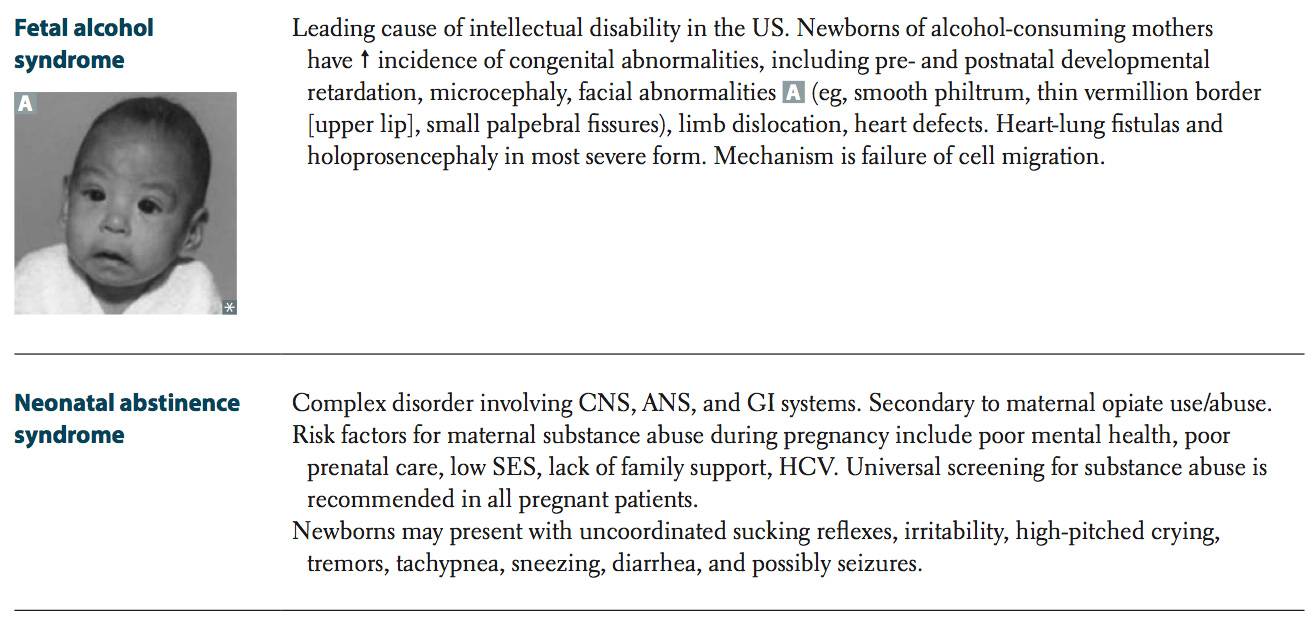 Fetal alcohol
syndrome
A
*
Leading cause of intellectual disability in the US. Newborns of alcohol-consuming mothers
have ↑ incidence of congenital abnormalities, including pre- and postnatal developmental
retardation, microcephaly, facial abnormalities A (eg, smooth philtrum, thin vermillion border
[upper lip], small palpebral fissures), limb dislocation, heart defects. Heart-lung fistulas and
holoprosencephaly in most severe form. Mechanism is failure of cell migration.
Neonatal abstinence
syndrome
Complex disorder involving CNS, ANS, and GI systems. Secondary to maternal opiate use/abuse.
Risk factors for maternal substance abuse during pregnancy include poor mental health, poor
prenatal care, low SES, lack of family support, HCV. Universal screening for substance abuse is
recommended in all pregnant patients.
Newborns may present with uncoordinated sucking reflexes, irritability, high-pitched crying,
tremors, tachypnea, sneezing, diarrhea, and possibly seizures.